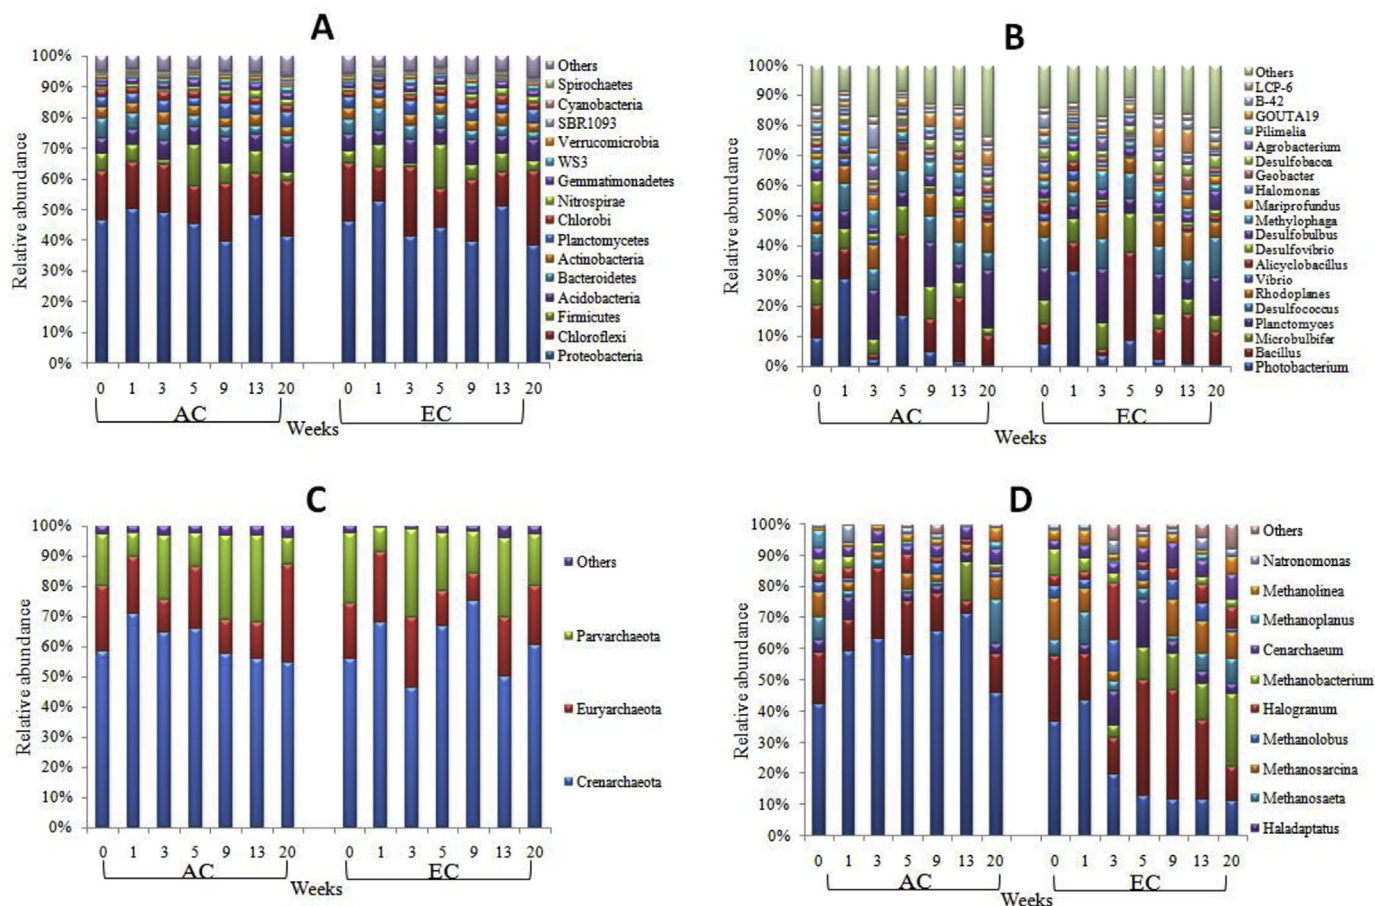 A
100%
90%
80%
70%
60%
50%
40%
30%
20%
10%
0%
Relative abundance
0 1 3 5 9 13 20 0 1 3 5 9 13 20
AC EC
Weeks
Others
Spirochaetes
Cyanobacteria
SBR1093
Verrucomicrobia
WS3
Gemmatimonadetes
Nitrospirae
Chlorobi
Planctomycetes
Actinobacteria
Bacteroidetes
Acidobacteria
Firmicutes
Chloroflexi
Proteobacteria
B
100%
90%
80%
70%
60%
50%
40%
30%
20%
10%
0%
Relative abundance
0 1 3 5 9 13 20 0 1 3 5 9 13 20
AC EC
Weeks
Others
LCP-6
B-42
GOUTA19
Pilimelia
Agrobacterium
Desulfobacca
Geobacter
Halomonas
Mariprofundus
Methylophaga
Desulfobulbus
Desulfovibrio
Alicyclobacillus
Vibrio
Rhodoplanes
Desulfococcus
Planctomyces
Microbulbifer
Bacillus
Photobacterium
C
100%
90%
80%
70%
60%
50%
40%
30%
20%
10%
0%
Relative abundance
0 1 3 5 9 13 20 0 1 3 5 9 13 20
AC EC
Weeks
Others
Parvarchaeota
Euryarchaeota
Crenarchaeota
D
100%
90%
80%
70%
60%
50%
40%
30%
20%
10%
0%
Relative abundance
0 1 3 5 9 13 20 0 1 3 5 9 13 20
AC EC
Weeks
Others
Natronomonas
Methanolinea
Methanoplanus
Cenarchaeum
Methanobacterium
Halogranum
Methanolobus
Methanosarcina
Methanosaeta
Haladaptatus